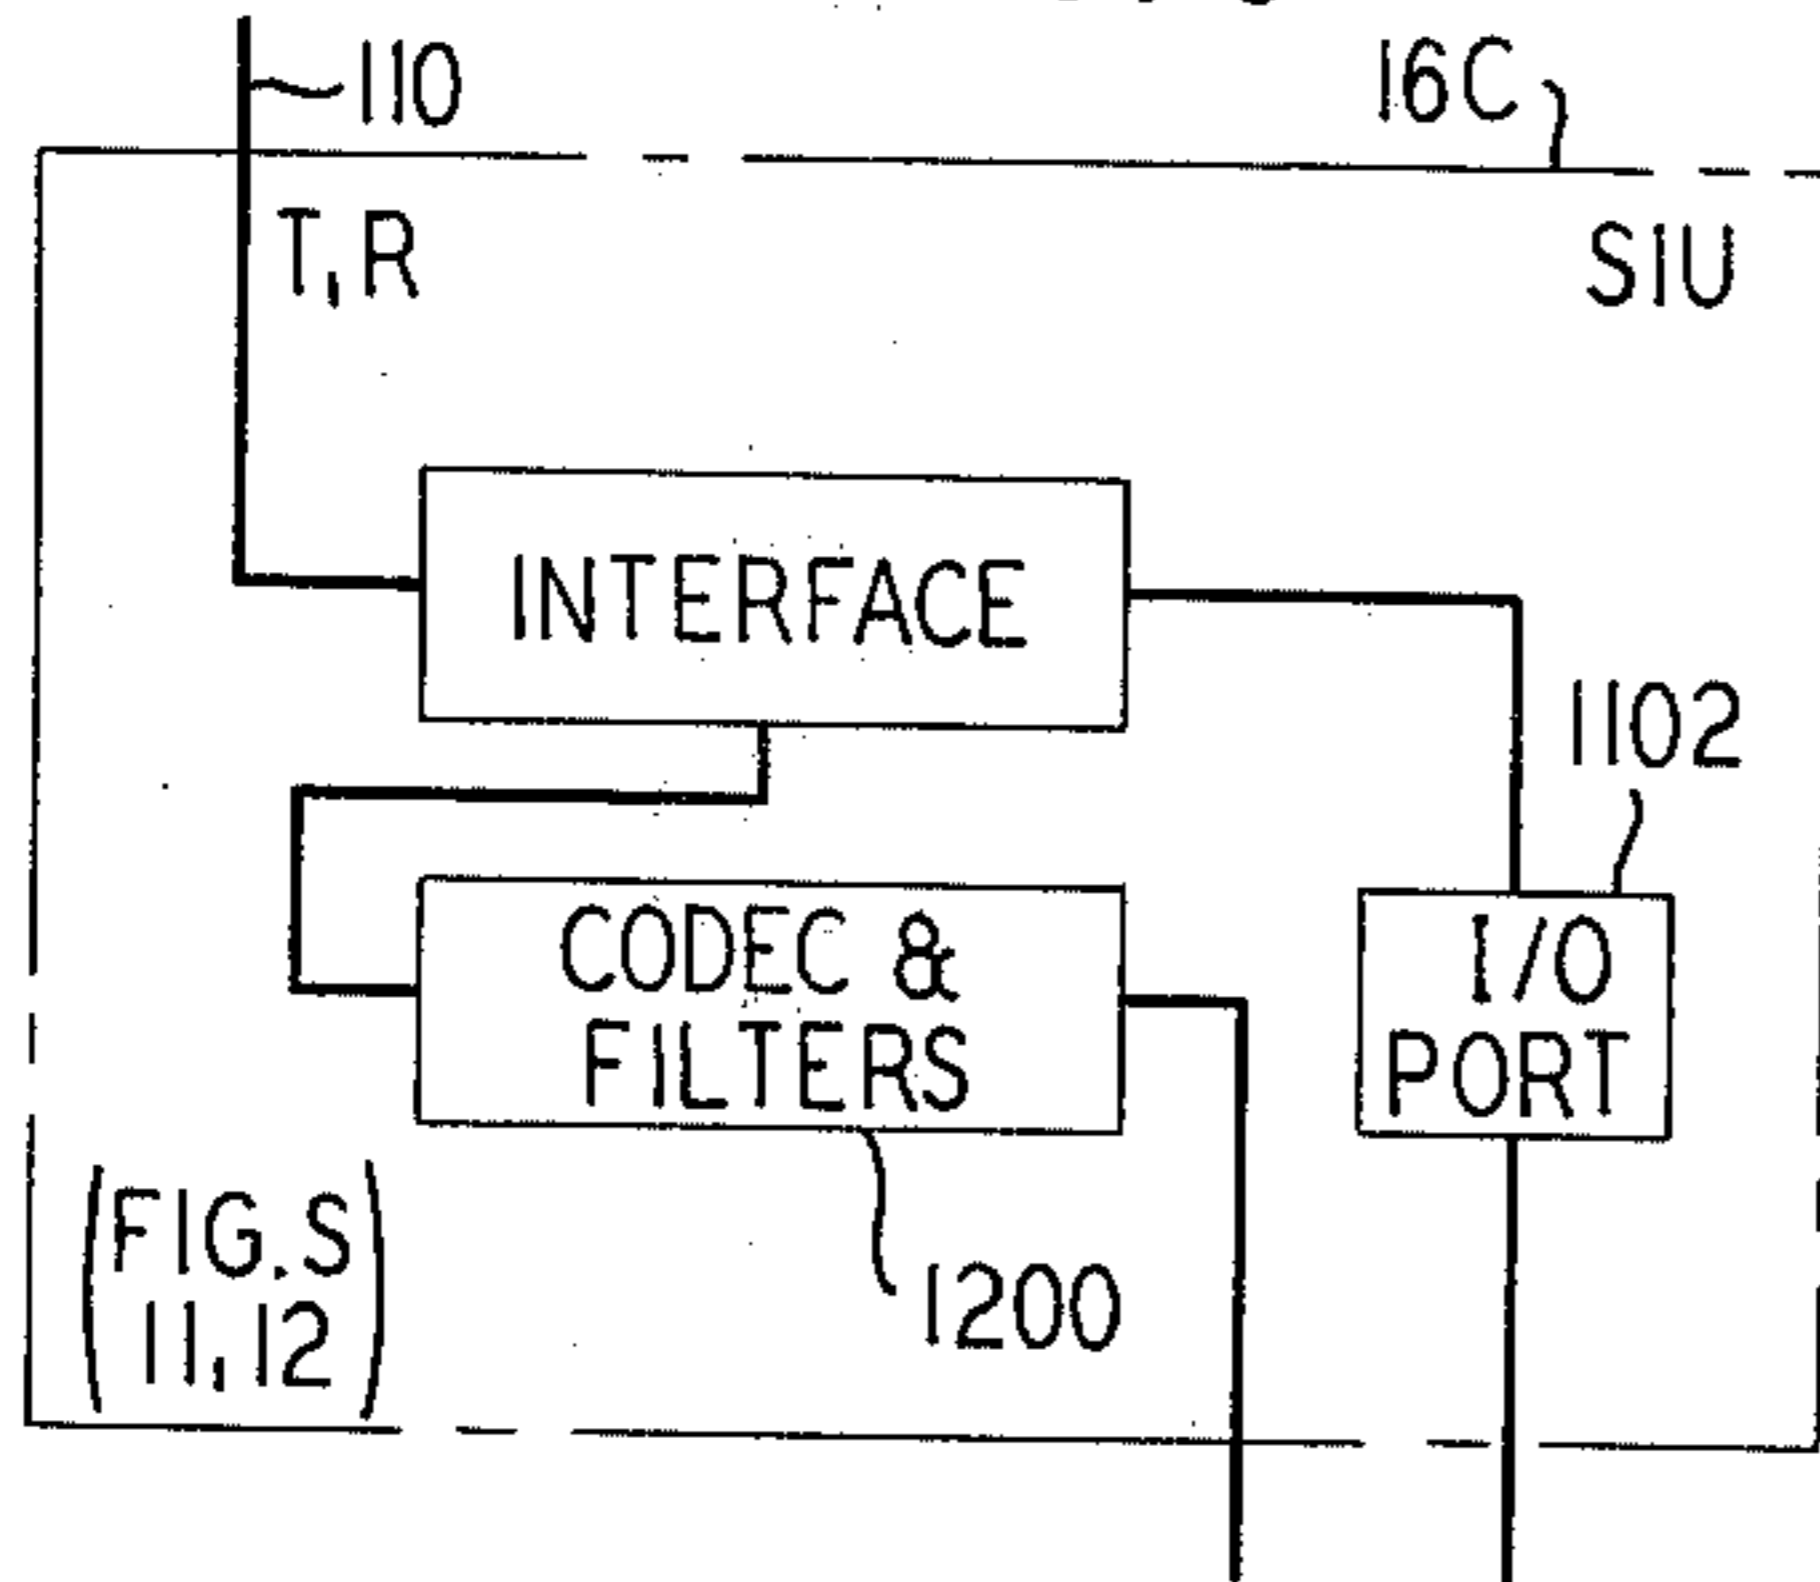 110
16C
T, R
SIU
INTERFACE
1102
CODEC &
FILTERS
I/O
PORT
1200
(FIG.S
11, 12)